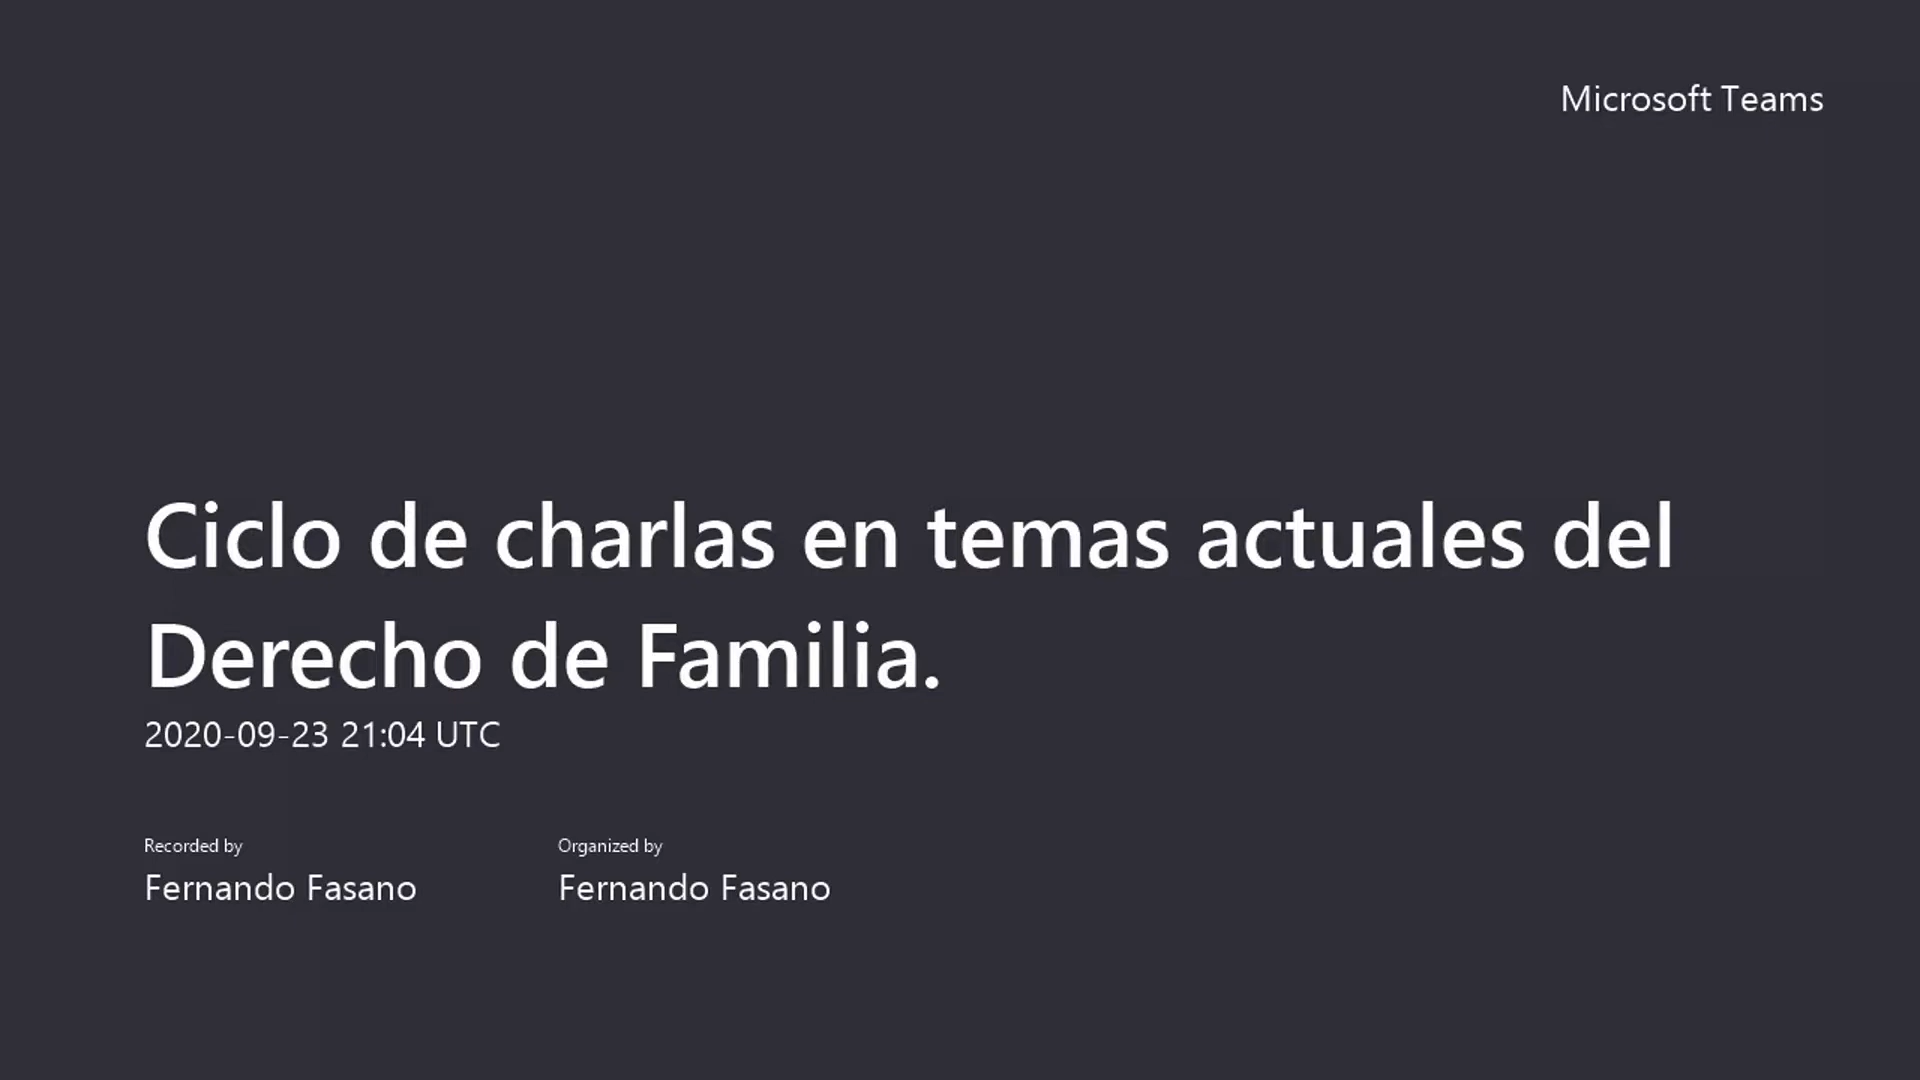 Microsoft Teams
Ciclo de charlas en temas actuales del
Derecho de Familia.
2020-09-23 21:04 UTC
Recorded by
Fernando Fasano
Organized by
Fernando Fasano